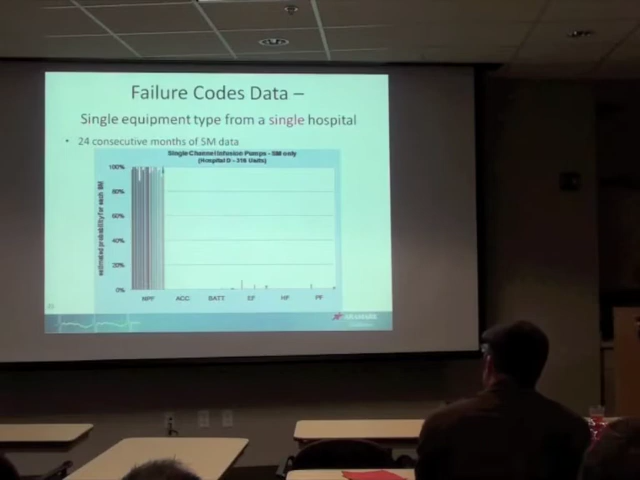 Failure Codes Data –
Single equipment type from a single hospital
• 24 consecutive months of SM data
Single Channel Infusion Pumps - SM only
(Hospital D - 316 Units)
estimated probability for each SM
100%
80%
60%
40%
20%
0%
NPF ACC BATT EF HF PF
ARAMARK